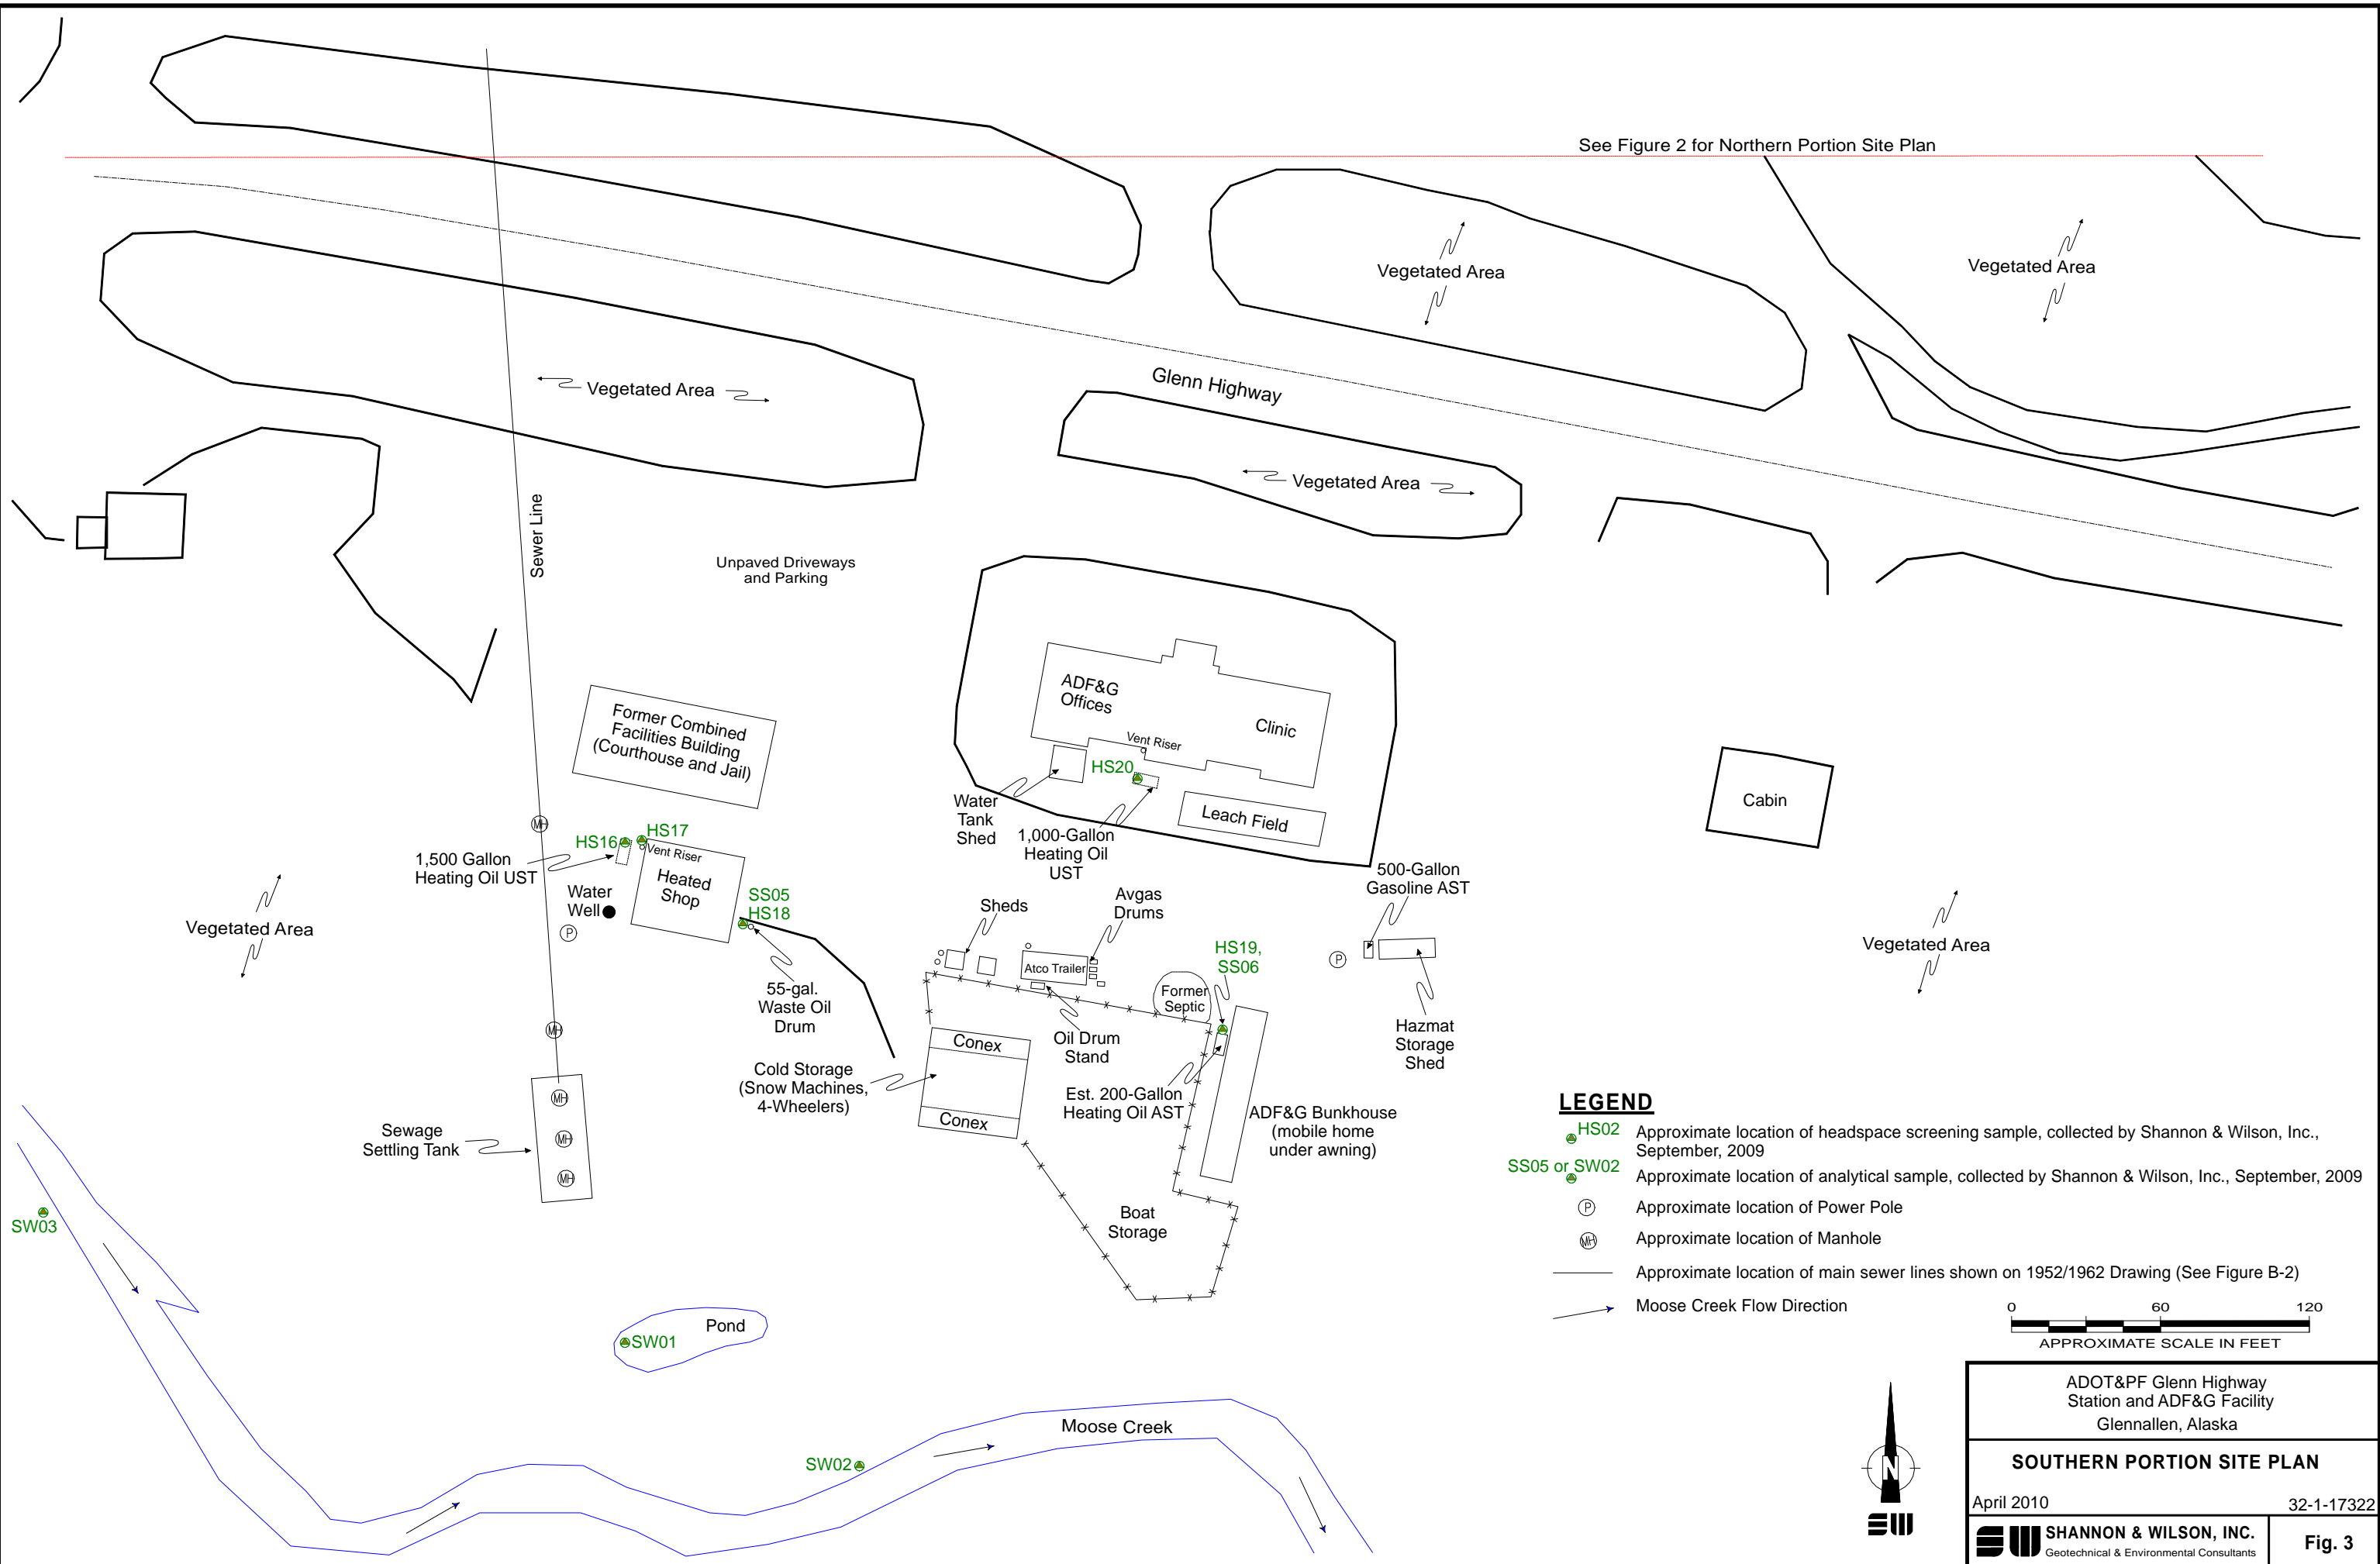 See Figure 2 for Northern Portion Site Plan
Vegetated Area
Vegetated Area
Glenn Highway
Vegetated Area
Vegetated Area
Sewer Line
Unpaved Driveways
and Parking
ADF&G
Offices
Clinic
Vent Riser
HS20
Water
Tank
Shed
1,000-Gallon
Heating Oil
UST
Leach Field
Former Combined
Facilities Building
(Courthouse and Jail)
Cabin
MH
HS16
HS17
Vent Riser
1,500 Gallon
Heating Oil UST
Heated
Shop
Water
Well
P
SS05
HS18
55-gal.
Waste Oil
Drum
Vegetated Area
Sheds
Avgas
Drums
Atco Trailer
Oil Drum
Stand
Former
Septic
HS19,
SS06
500-Gallon
Gasoline AST
P
Hazmat
Storage
Shed
Vegetated Area
MH
Conex
Cold Storage
(Snow Machines,
4-Wheelers)
Conex
Est. 200-Gallon
Heating Oil AST
ADF&G Bunkhouse
(mobile home
under awning)
MH
MH
MH
Sewage
Settling Tank
Boat
Storage
SW03
Pond
SW01
SW02
Moose Creek
LEGEND
HS02 Approximate location of headspace screening sample, collected by Shannon & Wilson, Inc.,
September, 2009
SS05 or SW02
Approximate location of analytical sample, collected by Shannon & Wilson, Inc., September, 2009
P Approximate location of Power Pole
MH Approximate location of Manhole
Approximate location of main sewer lines shown on 1952/1962 Drawing (See Figure B-2)
Moose Creek Flow Direction
0 60 120
APPROXIMATE SCALE IN FEET
N
SW
ADOT&PF Glenn Highway
Station and ADF&G Facility
Glennallen, Alaska
SOUTHERN PORTION SITE PLAN
April 2010 32-1-17322
SW SHANNON & WILSON, INC.
Geotechnical & Environmental Consultants
Fig. 3